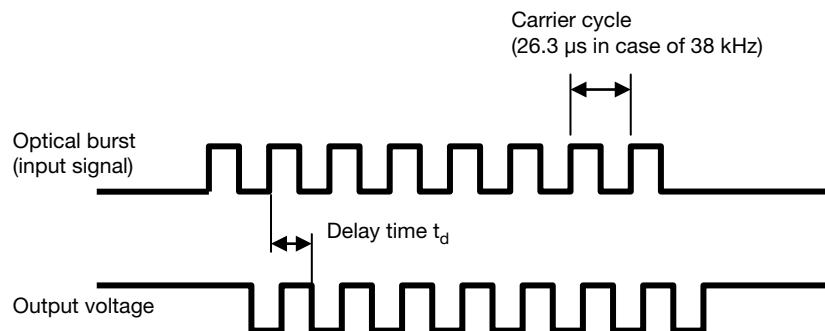 Carrier cycle
(26.3 µs in case of 38 kHz)
Optical burst
(input signal)
Delay time td
Output voltage